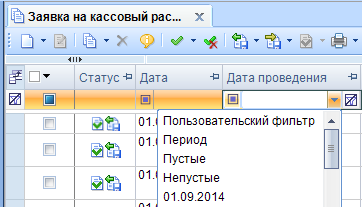 Заявка на кассовый рас...
Статус Дата Дата проведения
Пользовательский фильтр
01.
Период
Пустые
01.
Непустые
01.09.2014
01.